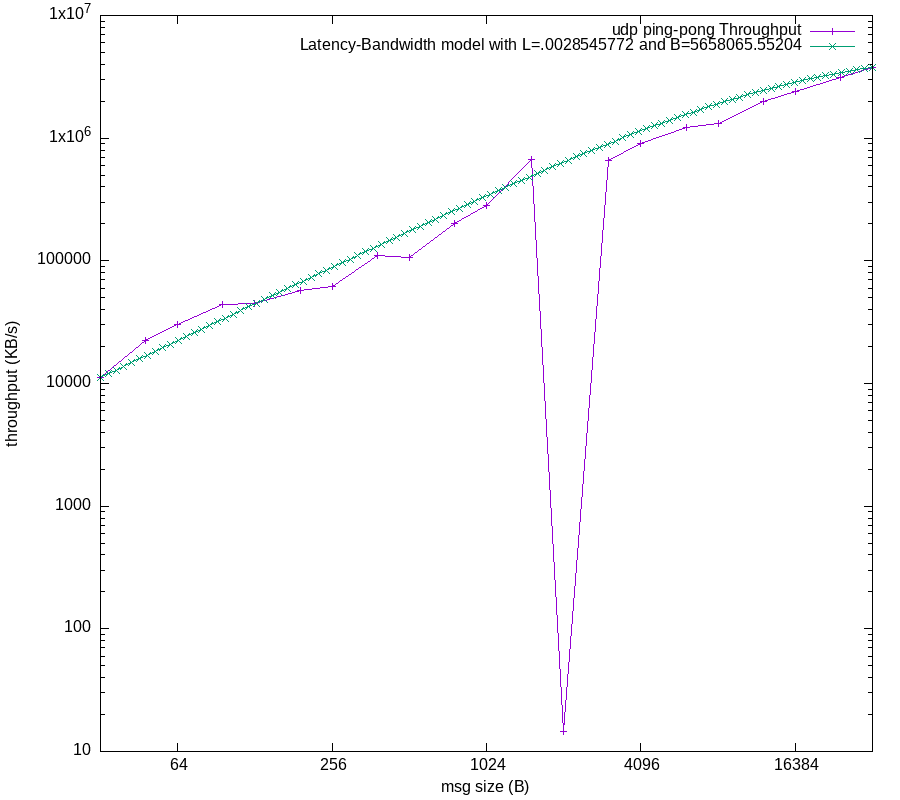 1x10^7
udp ping-pong Throughput
Latency-Bandwidth model with L=.0028545772 and B=5658065.55204
1x10^6
100000
10000
throughput (KB/s)
1000
100
10
64 256 1024 4096 16384
msg size (B)